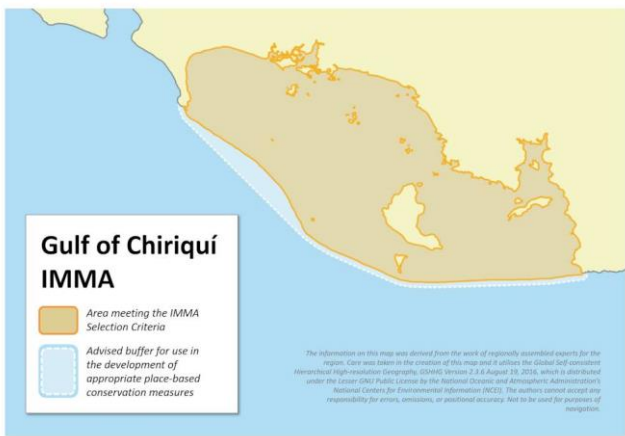 Gulf of Chiriquí
IMMA
Area meeting the IMMA
Selection Criteria
Advised buffer for use in
the development of
appropriate place-based
conservation measures
The information on this map was derived from the work of regionally assembled experts for the
region. Care was taken in the creation of this map and it utilises the Global Self-consistent
Hierarchical High-resolution Geography, GSHHG Version 2.3.6 August 19, 2016, which is distributed
under the Lesser GNU Public License by the National Oceanic and Atmospheric Administration's
National Centers for Environmental Information (NCEI). The authors cannot accept any
responsibility for errors, omissions, or positional accuracy. Not to be used for purposes of
navigation.